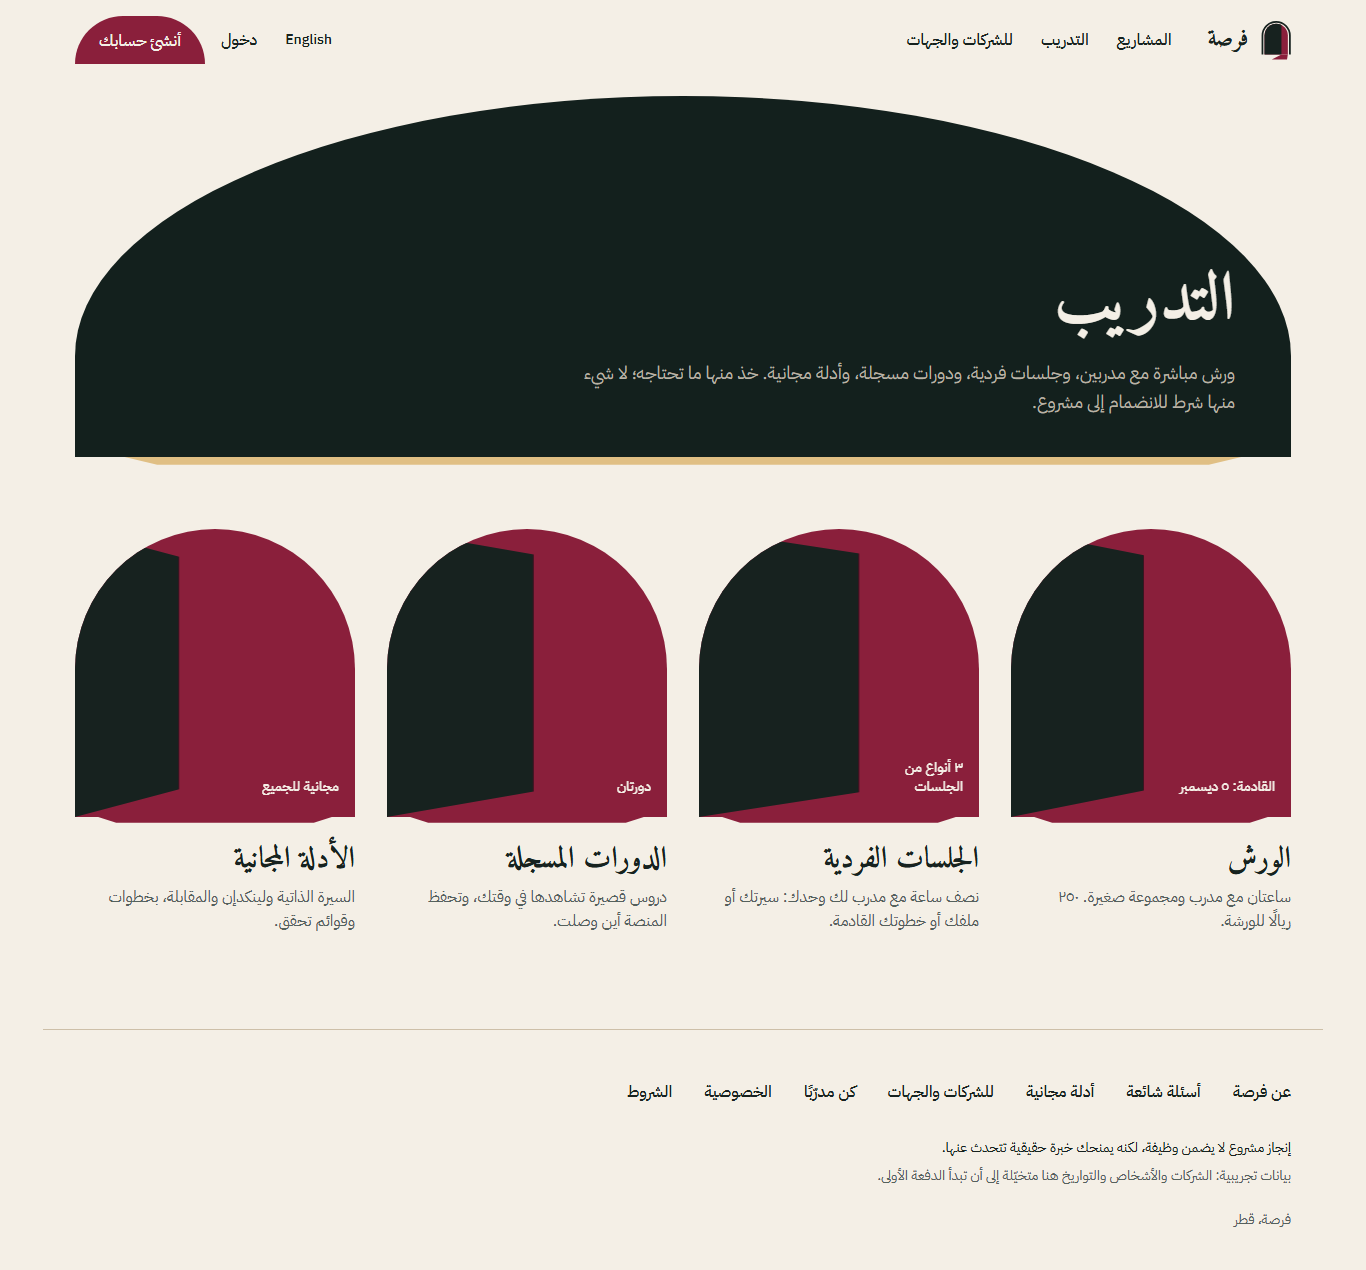 فرصة
المشاريع
التدريب
للشركات والجهات
English
دخول
أنشئ حسابك
التدريب
ورش مباشرة مع مدربين، وجلسات فردية، ودورات مسجلة، وأدلة مجانية. خذ منها ما تحتاجه؛ لا شيء
منها شرط للانضمام إلى مشروع.
القادمة: ٥ ديسمبر
الورش
ساعتان مع مدرب ومجموعة صغيرة. ٢٥٠
ريالًا للورشة.
٣ أنواع من
الجلسات
الجلسات الفردية
نصف ساعة مع مدرب لك وحدك: سيرتك أو
ملفك أو خطوتك القادمة.
دورتان
الدورات المسجلة
دروس قصيرة تشاهدها في وقتك، وتحفظ
المنصة أين وصلت.
مجانية للجميع
الأدلة المجانية
السيرة الذاتية ولينكدإن والمقابلة، بخطوات
وقوائم تحقق.
عن فرصة
أسئلة شائعة
أدلة مجانية
للشركات والجهات
كن مدرّبًا
الخصوصية
الشروط
إنجاز مشروع لا يضمن وظيفة، لكنه يمنحك خبرة حقيقية تتحدث عنها.
بيانات تجريبية: الشركات والأشخاص والتواريخ هنا متخيّلة إلى أن تبدأ الدفعة الأولى.
فرصة، قطر